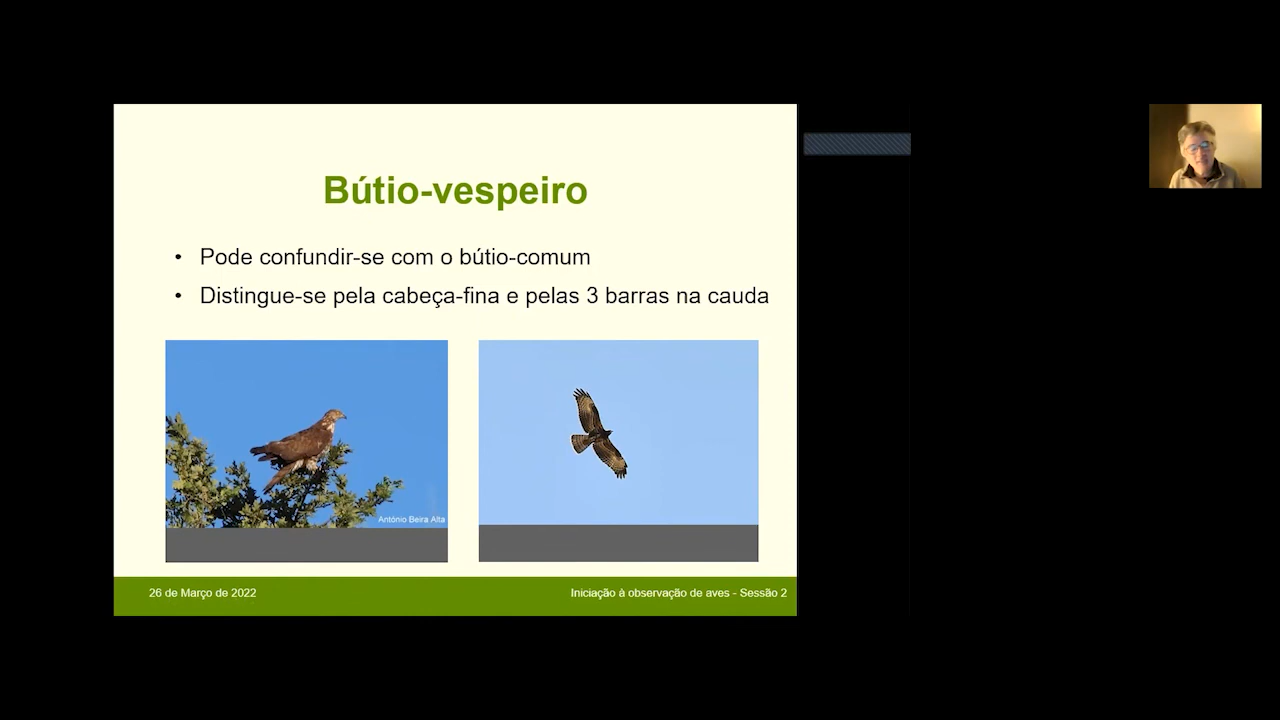 Bútio-vespeiro
• Pode confundir-se com o bútio-comum
• Distingue-se pela cabeça-fina e pelas 3 barras na cauda
António Beira Alta
26 de Março de 2022
Iniciação à observação de aves - Sessão 2